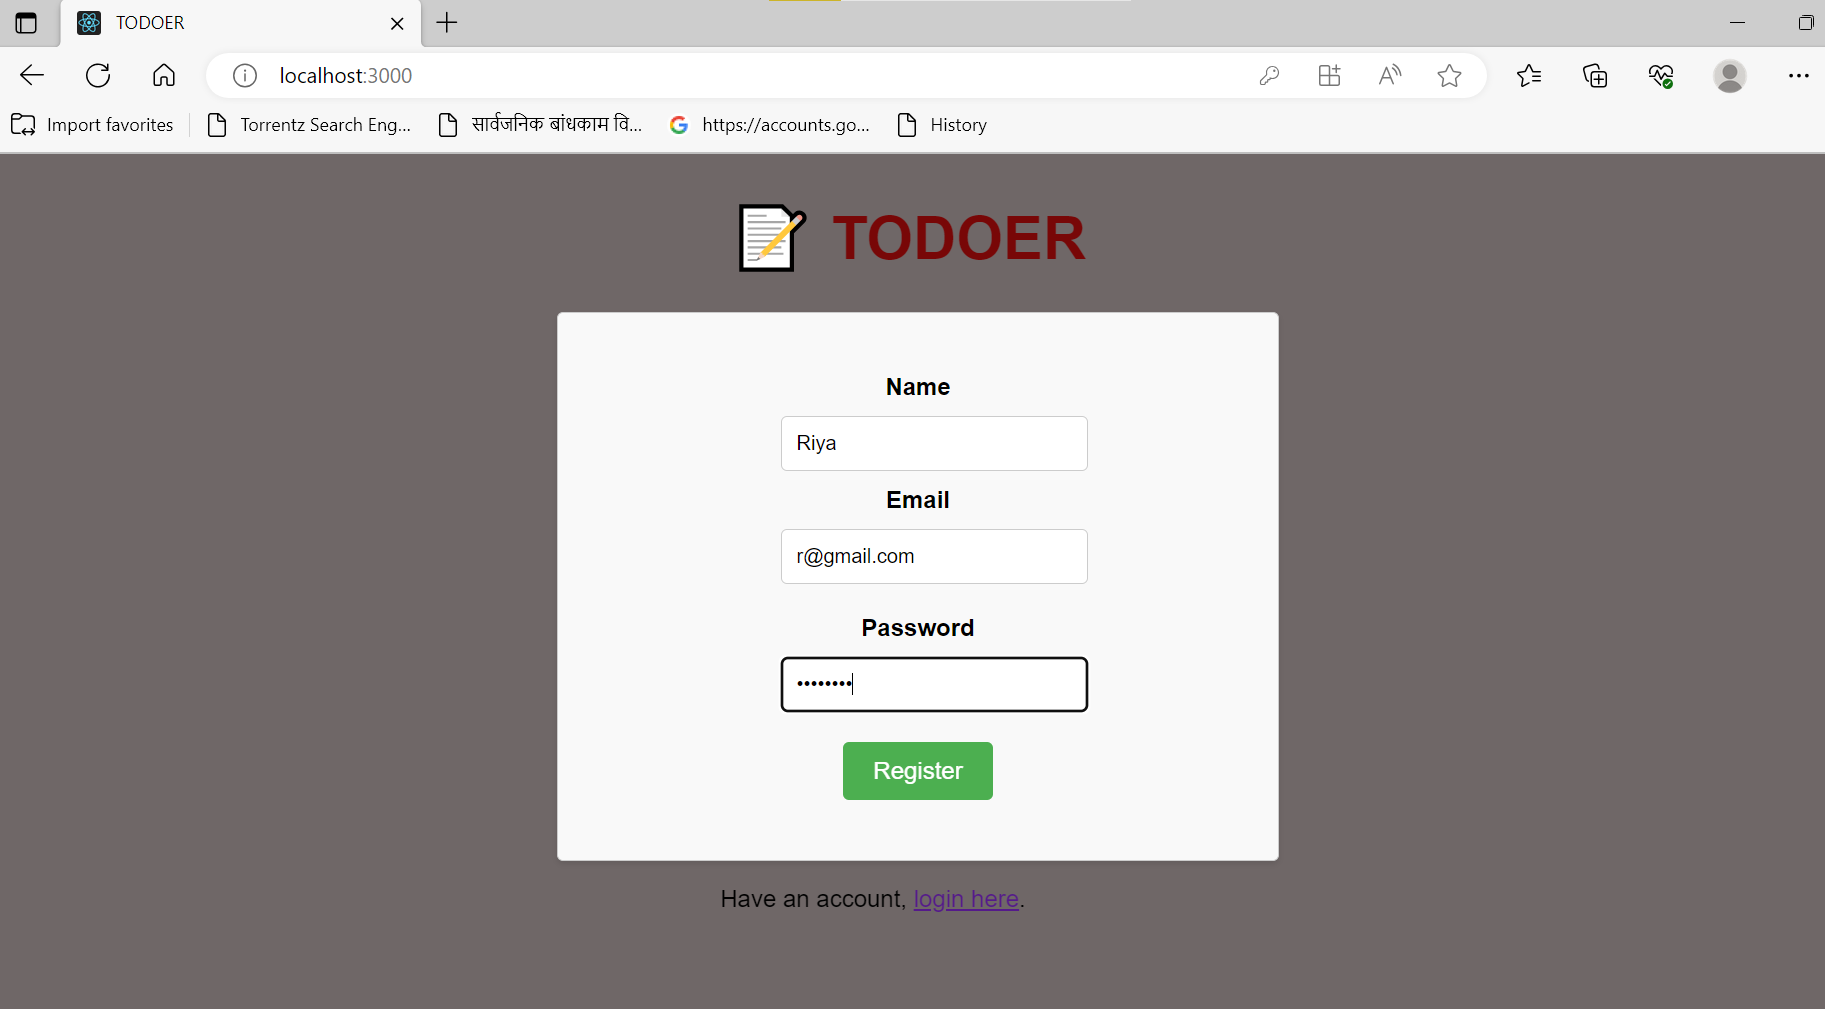 TODOER
localhost:3000
Import favorites
Torrentz Search Eng...
सार्वजनिक बांधकाम वि...
https://accounts.go...
History
TODOER
Name
Riya
Email
r@gmail.com
Password
••••••••
Register
Have an account, login here.